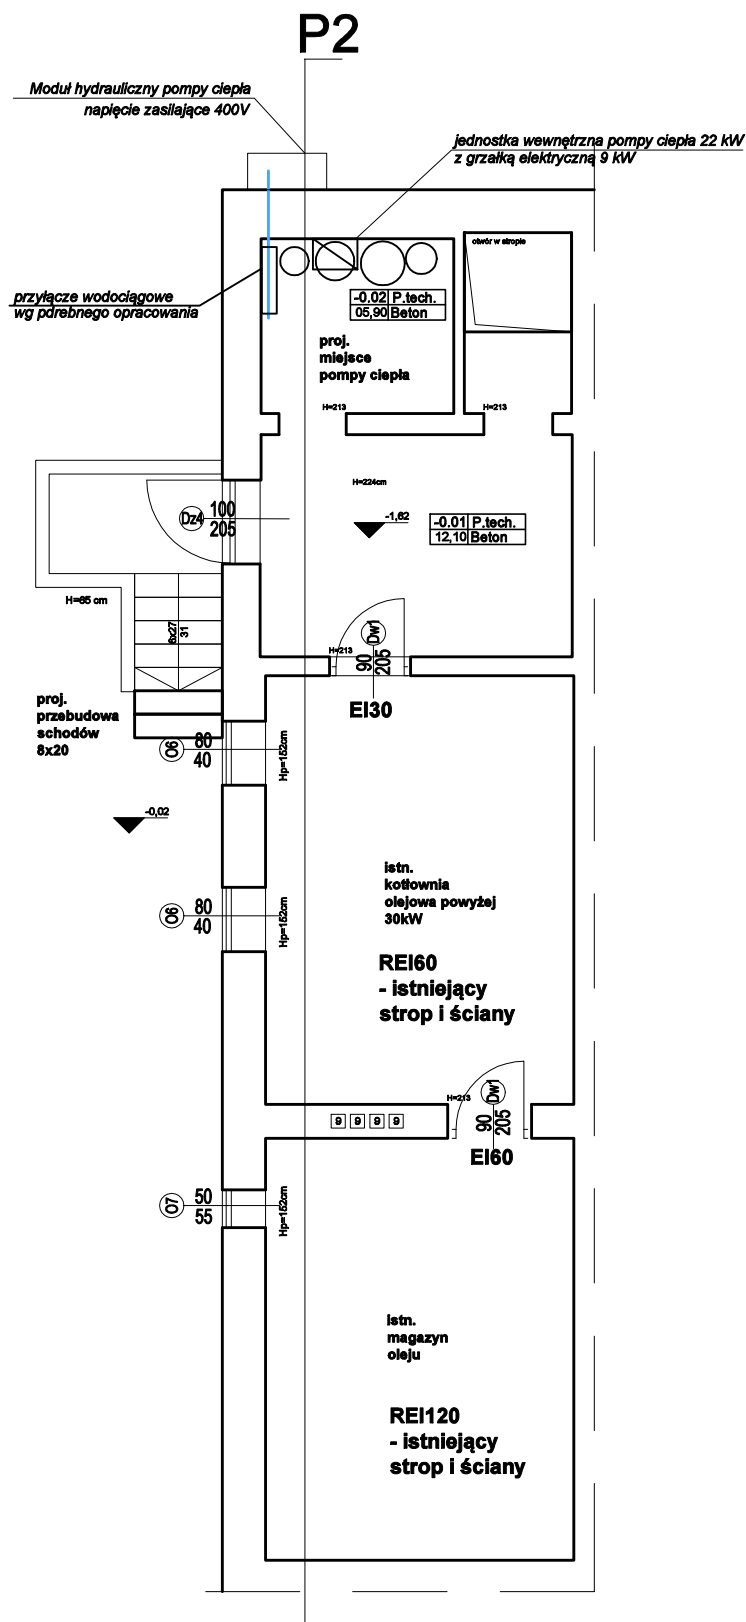 P2
Moduł hydrauliczny pompy ciepła
napięcie zasilające 400V
jednostka wewnętrzna pompy ciepła 22 kW
z grzałką elektryczną 9 kW
otwór w stropie
przyłącze wodociągowe
wg pdrebnego opracowania
-0.02 P.tech.
05,90 Beton
proj.
miejsce
pompy ciepła
H=213
H=213
H=224cm
Dz4
100
205
-1,62
-0.01 P.tech.
12,10 Beton
H=65 cm
6x27
31
H=213
Dw1
90
205
EI30
proj.
przebudowa
schodów
8x20
O6
80
40
Hp=152cm
-0,02
istn.
kotłownia
olejowa powyżej
30kW
O6
80
40
Hp=152cm
REI60
- istniejący
strop i ściany
H=213
Dw1
90
205
9 9 9 9
EI60
O7
50
55
Hp=152cm
istn.
magazyn
oleju
REI120
- istniejący
strop i ściany